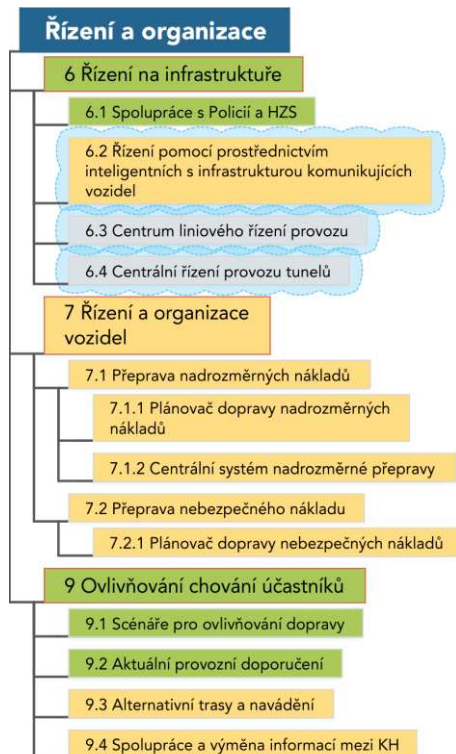 Řízení a organizace
6 Řízení na infrastruktuře
6.1 Spolupráce s Policií a HZS
6.2 Řízení pomocí prostřednictvím
inteligentních s infrastrukturou komunikujících
vozidel
6.3 Centrum liniového řízení provozu
6.4 Centrální řízení provozu tunelů
7 Řízení a organizace
vozidel
7.1 Přeprava nadrozměrných nákladů
7.1.1 Plánovač dopravy nadrozměrných
nákladů
7.1.2 Centrální systém nadrozměrné přepravy
7.2 Přeprava nebezpečného nákladu
7.2.1 Plánovač dopravy nebezpečných nákladů
9 Ovlivňování chování účastníků
9.1 Scénáře pro ovlivňování dopravy
9.2 Aktuální provozní doporučení
9.3 Alternativní trasy a navádění
9.4 Spolupráce a výměna informací mezi KH